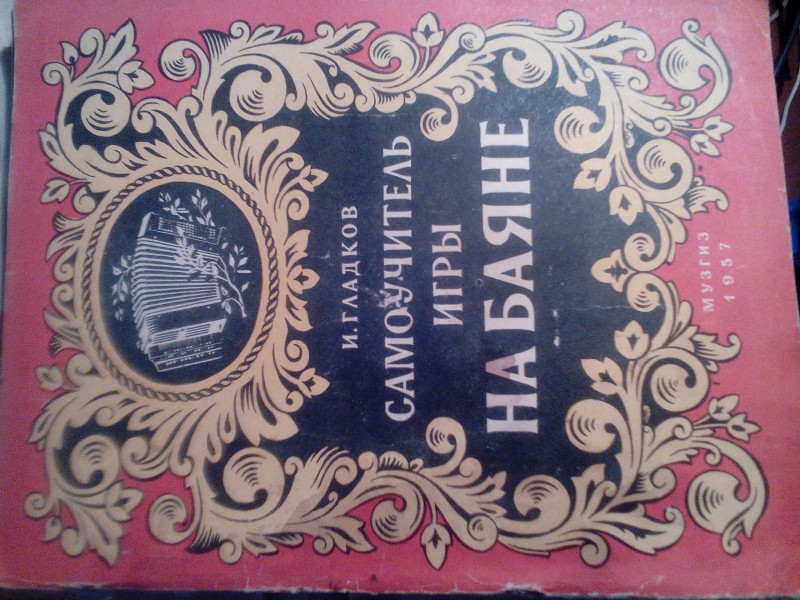 И. ГЛАДКОВ
САМОУЧИТЕЛЬ
ИГРЫ
НА БАЯНЕ
МУЗГИЗ
1957